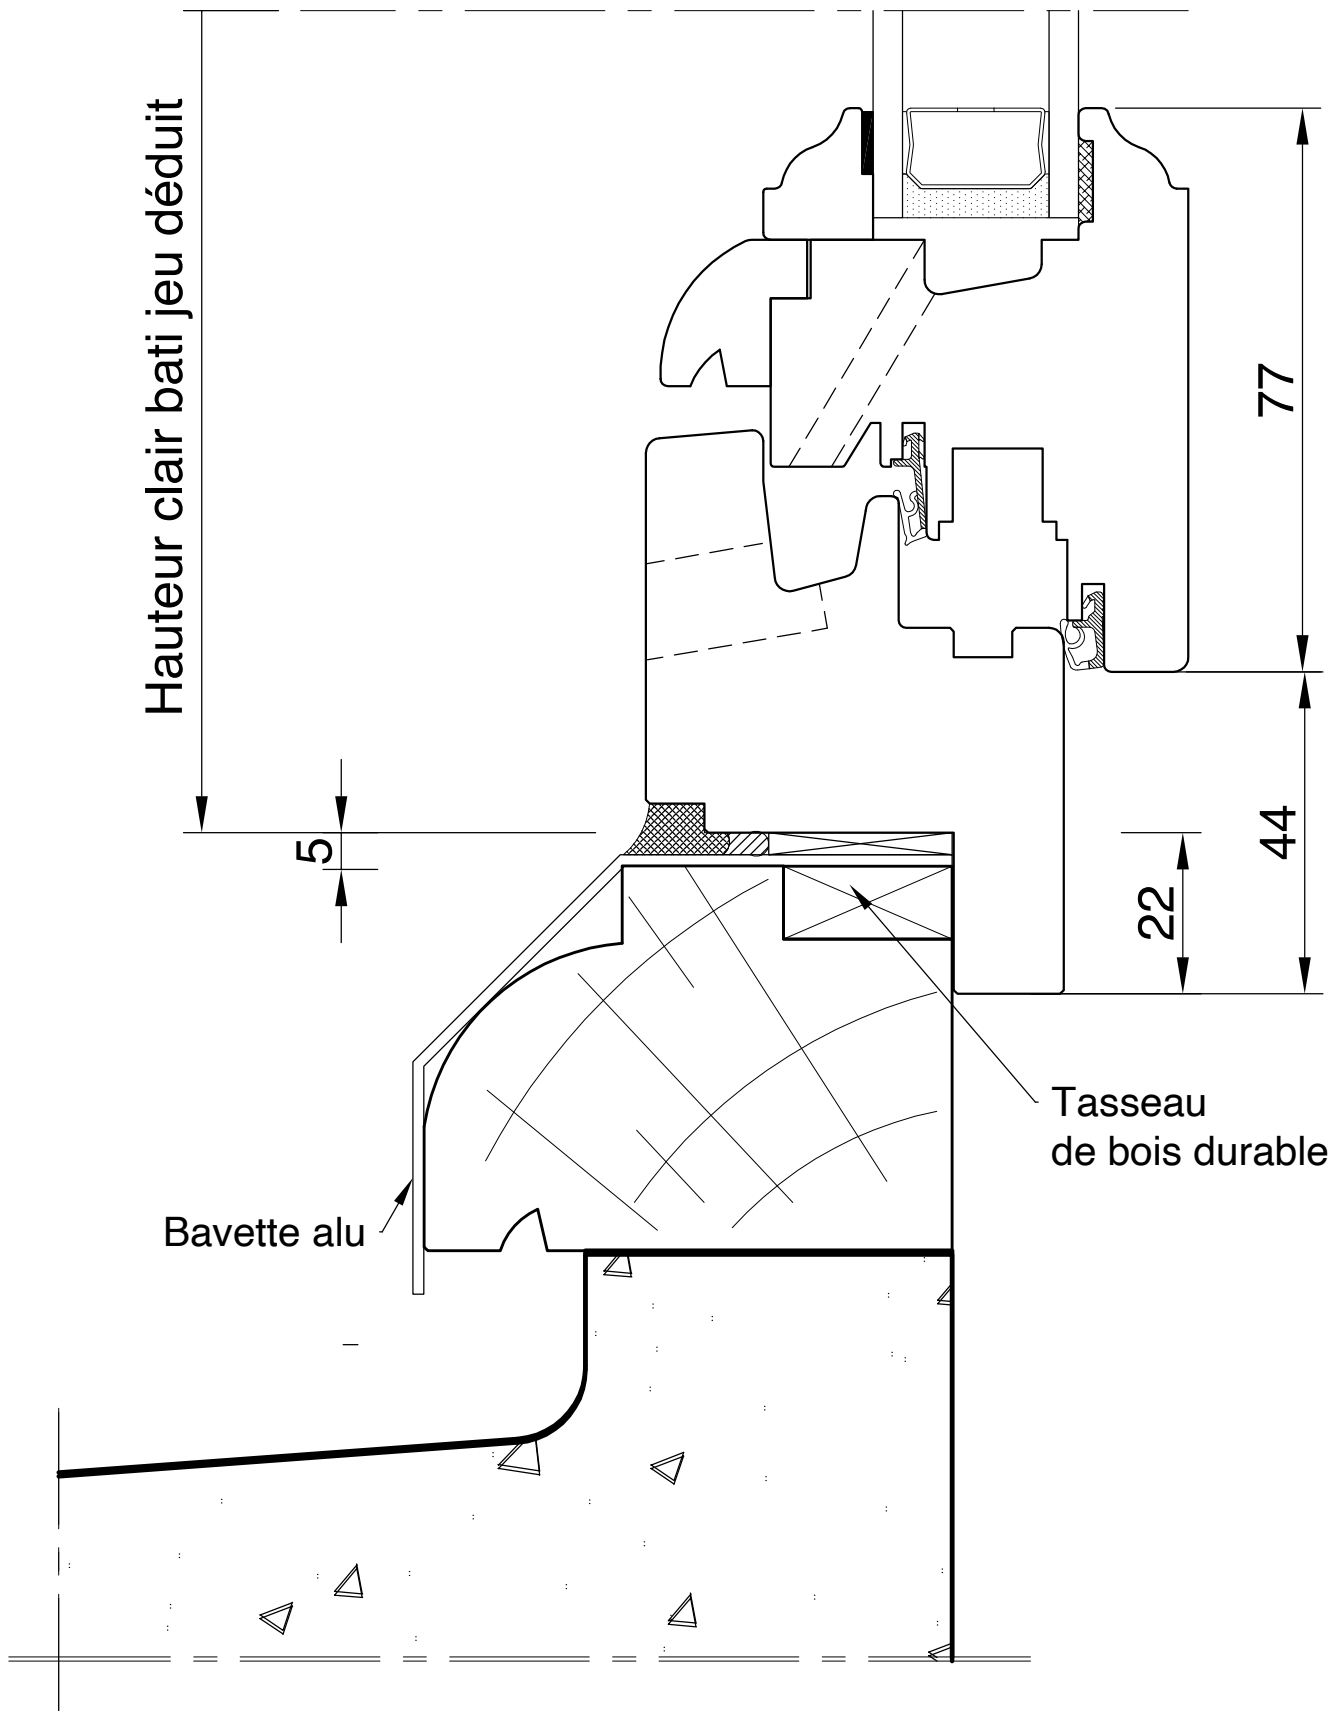 Hauteur clair bati jeu déduit
77
44
5
22
Tasseau
de bois durable
Bavette alu